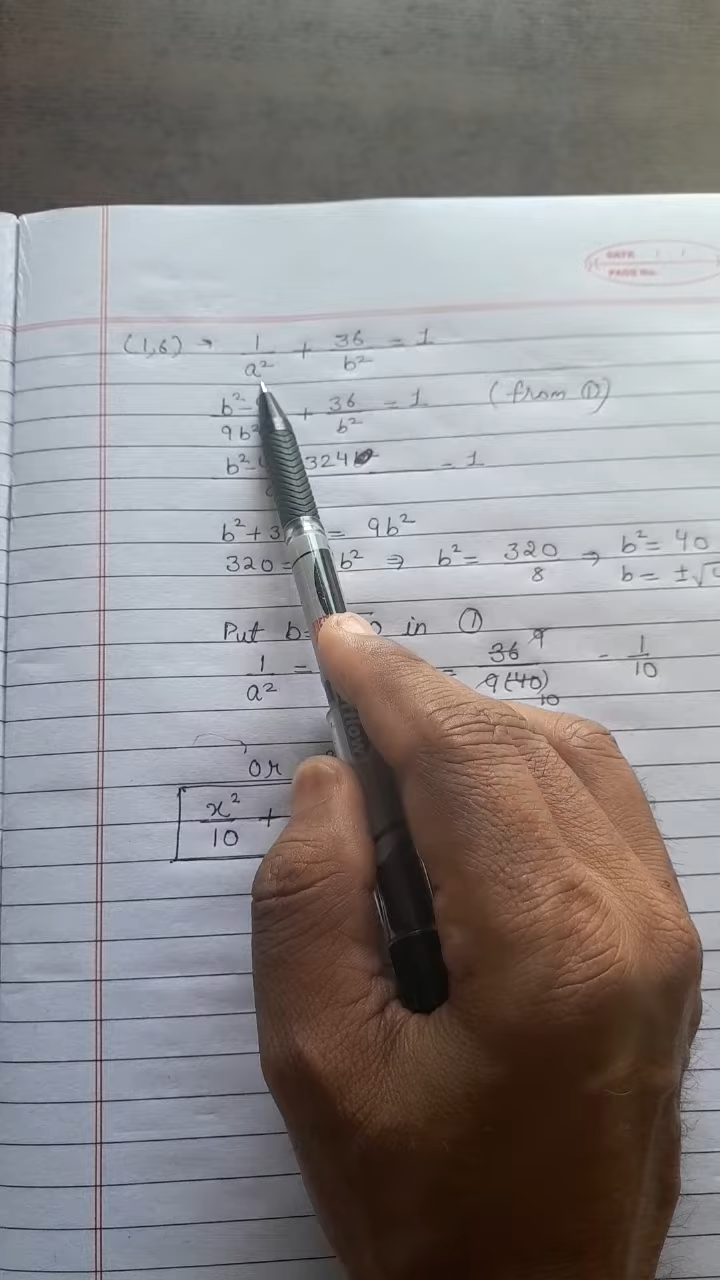 DATE / /
PAGE No.
(1,6) → 1/a² + 36/b² = 1
b² - / 9b² + 36/b² = 1 (from ①)
b² - 324 = 1
b² + 3 = 9b²
320 = b² ⇒ b² = 320/8 ⇒ b² = 40
b = ±√
Put b = in ①
1/a² = = 36/9(40) = 1/10
or
x²/10 +